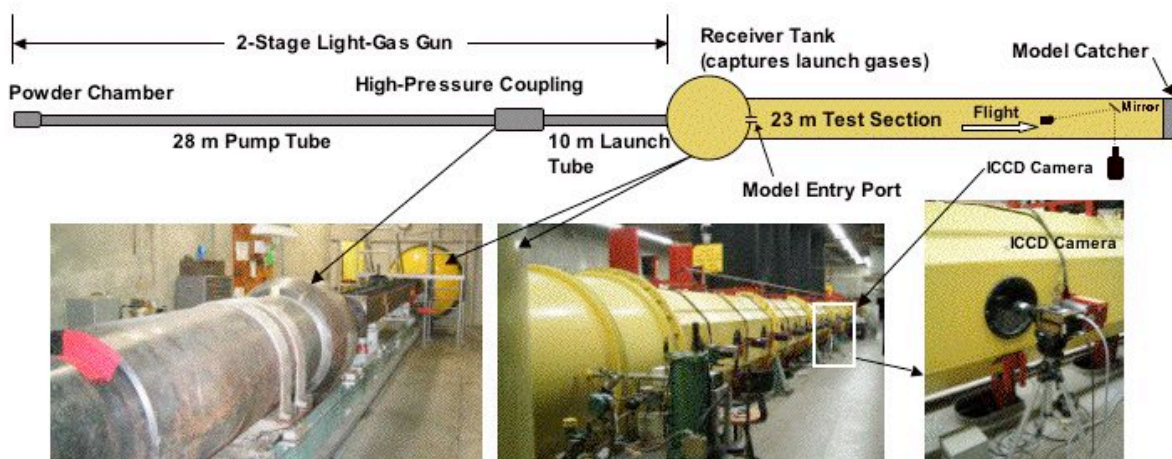 2-Stage Light-Gas Gun
Receiver Tank
(captures launch gases)
Model Catcher
Powder Chamber
High-Pressure Coupling
Mirror
23 m Test Section
Flight
28 m Pump Tube
10 m Launch
Tube
ICCD Camera
Model Entry Port
ICCD Camera